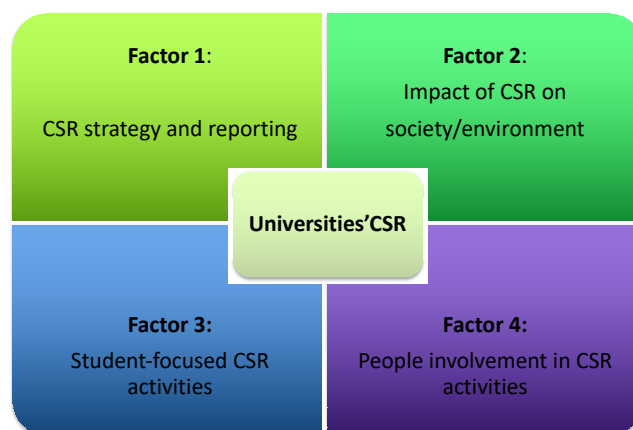 Factor 1:
CSR strategy and reporting
Factor 2:
Impact of CSR on
society/environment
Universities'CSR
Factor 3:
Student-focused CSR
activities
Factor 4:
People involvement in CSR
activities